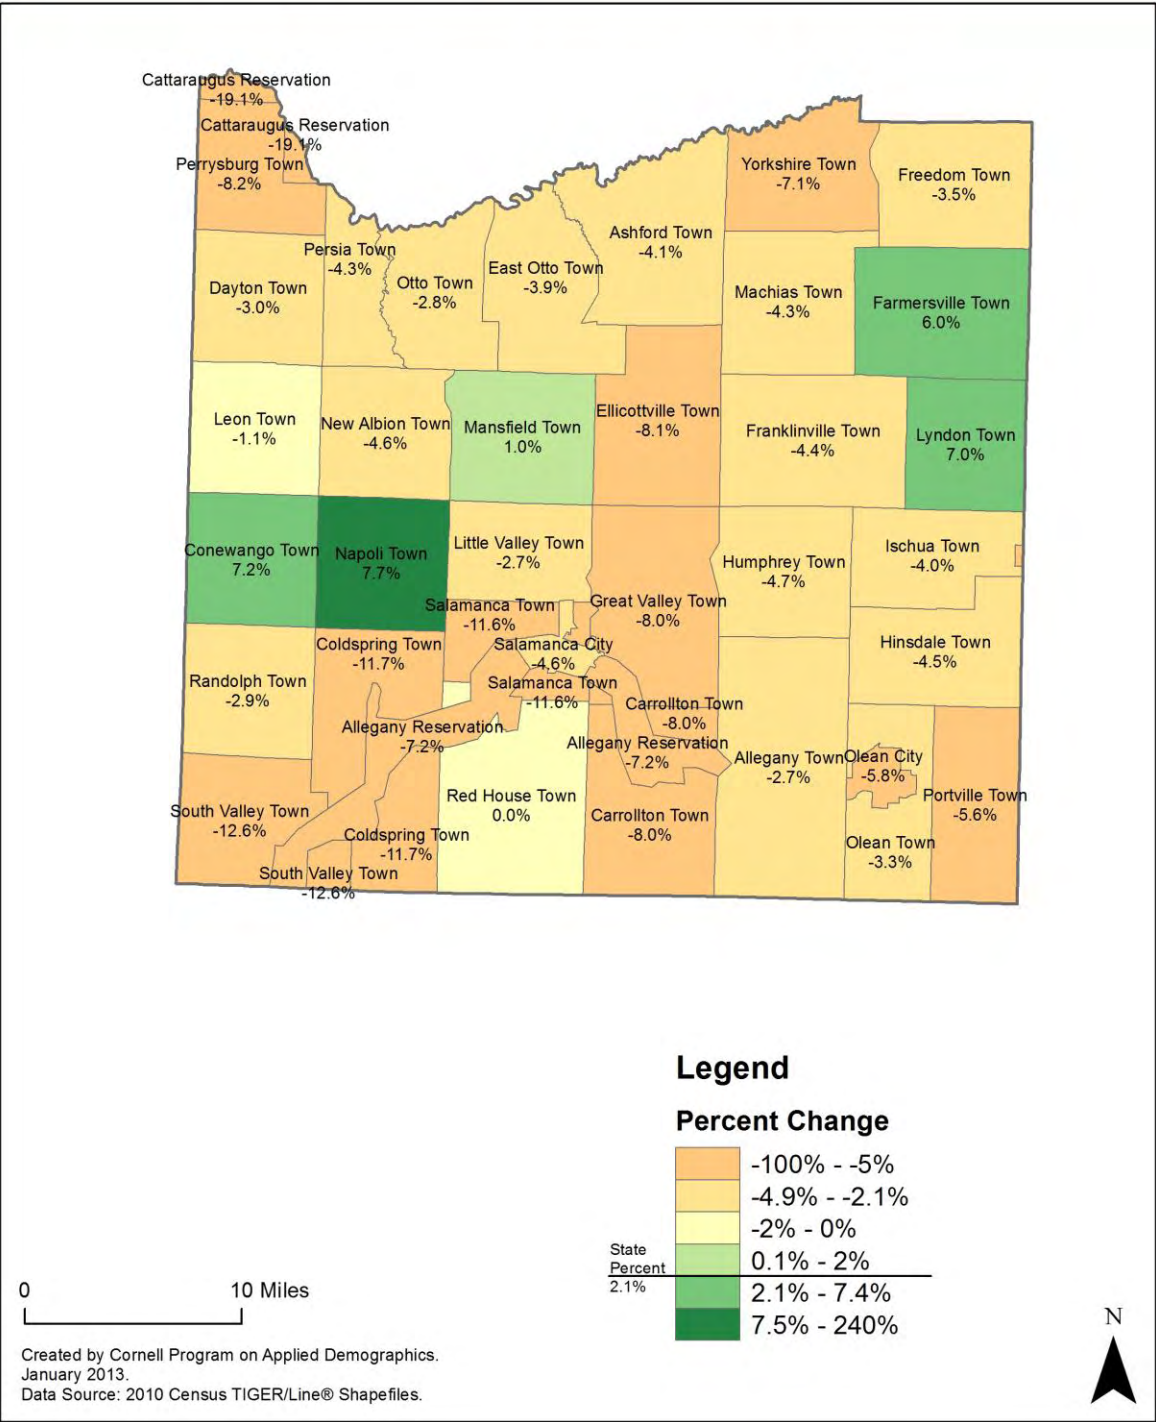 Cattaraugus Reservation
-19.1%
Cattaraugus Reservation
-19.1%
Perrysburg Town
-8.2%
Yorkshire Town
-7.1%
Freedom Town
-3.5%
Ashford Town
-4.1%
Persia Town
-4.3%
East Otto Town
-3.9%
Otto Town
-2.8%
Dayton Town
-3.0%
Machias Town
-4.3%
Farmersville Town
6.0%
Leon Town
-1.1%
New Albion Town
-4.6%
Mansfield Town
1.0%
Ellicottville Town
-8.1%
Franklinville Town
-4.4%
Lyndon Town
7.0%
Conewango Town
7.2%
Napoli Town
7.7%
Little Valley Town
-2.7%
Humphrey Town
-4.7%
Ischua Town
-4.0%
Salamanca Town
-11.6%
Great Valley Town
-8.0%
Coldspring Town
-11.7%
Salamanca City
-4.6%
Hinsdale Town
-4.5%
Randolph Town
-2.9%
Salamanca Town
-11.6%
Carrollton Town
-8.0%
Allegany Reservation
-7.2%
Allegany Reservation
-7.2%
Allegany Town
-2.7%
Olean City
-5.8%
South Valley Town
-12.6%
Red House Town
0.0%
Carrollton Town
-8.0%
Portville Town
-5.6%
Coldspring Town
-11.7%
Olean Town
-3.3%
South Valley Town
-12.6%
Legend
Percent Change
-100% - -5%
-4.9% - -2.1%
-2% - 0%
0.1% - 2%
State
Percent
2.1%
2.1% - 7.4%
7.5% - 240%
0 10 Miles
N
Created by Cornell Program on Applied Demographics.
January 2013.
Data Source: 2010 Census TIGER/Line® Shapefiles.